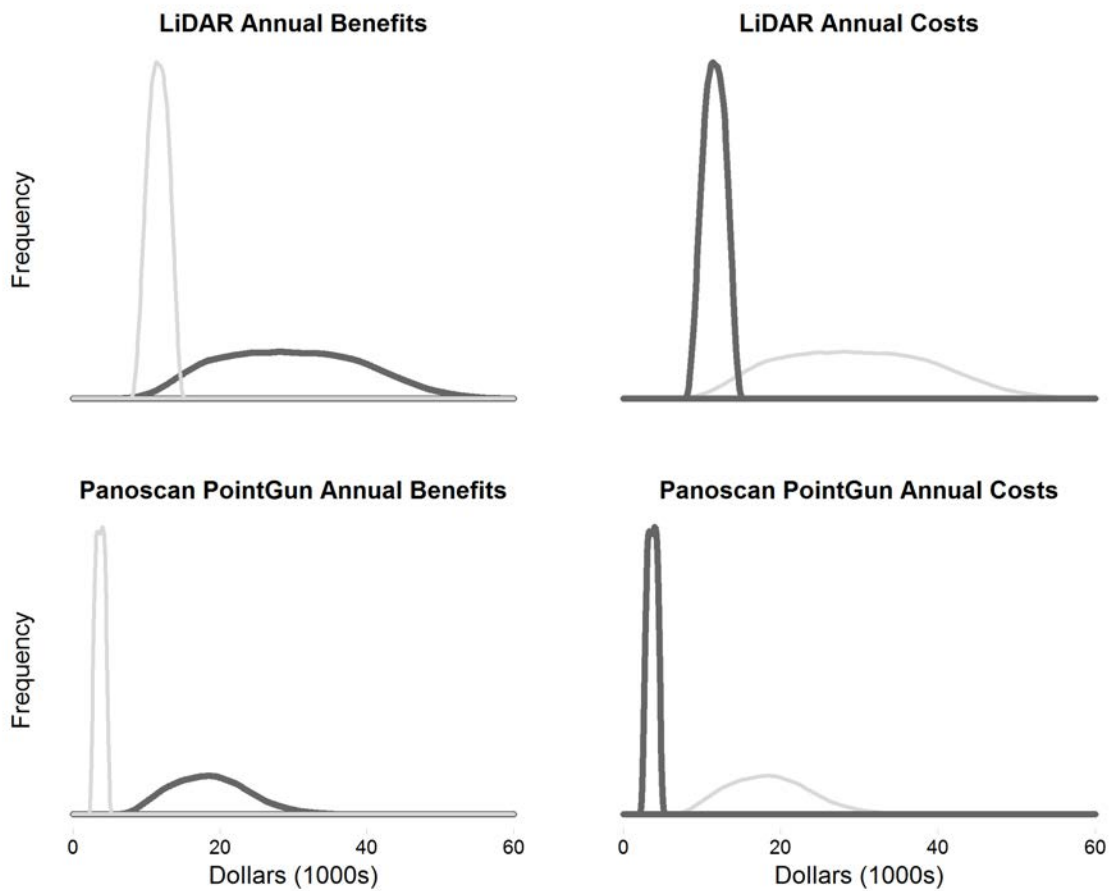 LiDAR Annual Benefits
LiDAR Annual Costs
Frequency
Panoscan PointGun Annual Benefits
Panoscan PointGun Annual Costs
Frequency
0 20 40 60
0 20 40 60
Dollars (1000s)
Dollars (1000s)